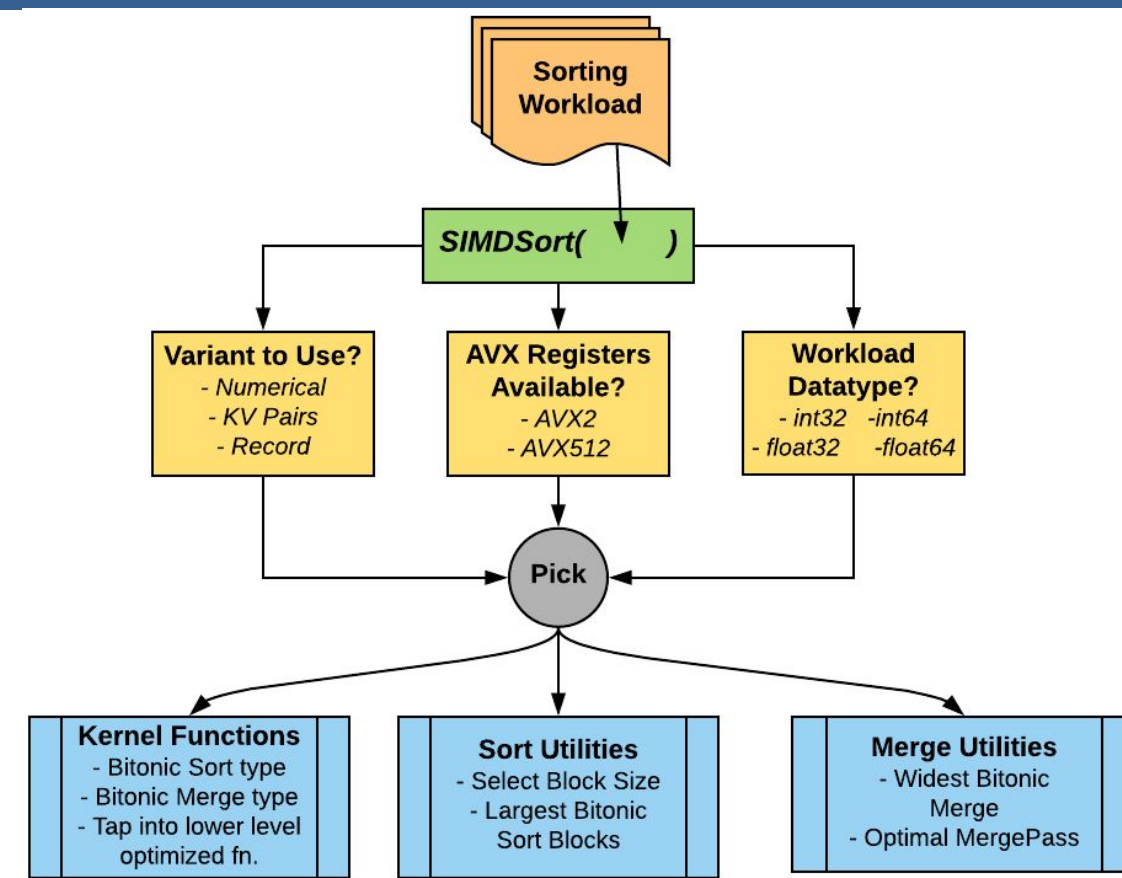 Sorting
Workload
SIMDSort( )
Variant to Use?
- Numerical
- KV Pairs
- Record
AVX Registers
Available?
- AVX2
- AVX512
Workload
Datatype?
- int32 -int64
- float32 -float64
Pick
Kernel Functions
- Bitonic Sort type
- Bitonic Merge type
- Tap into lower level
optimized fn.
Sort Utilities
- Select Block Size
- Largest Bitonic
Sort Blocks
Merge Utilities
- Widest Bitonic
Merge
- Optimal MergePass